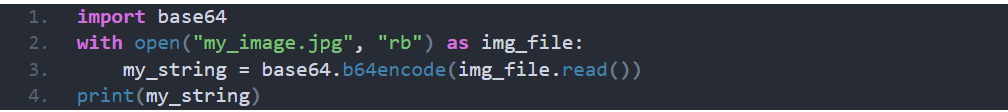 1. import base64
2. with open("my_image.jpg", "rb") as img_file:
3.     my_string = base64.b64encode(img_file.read())
4. print(my_string)